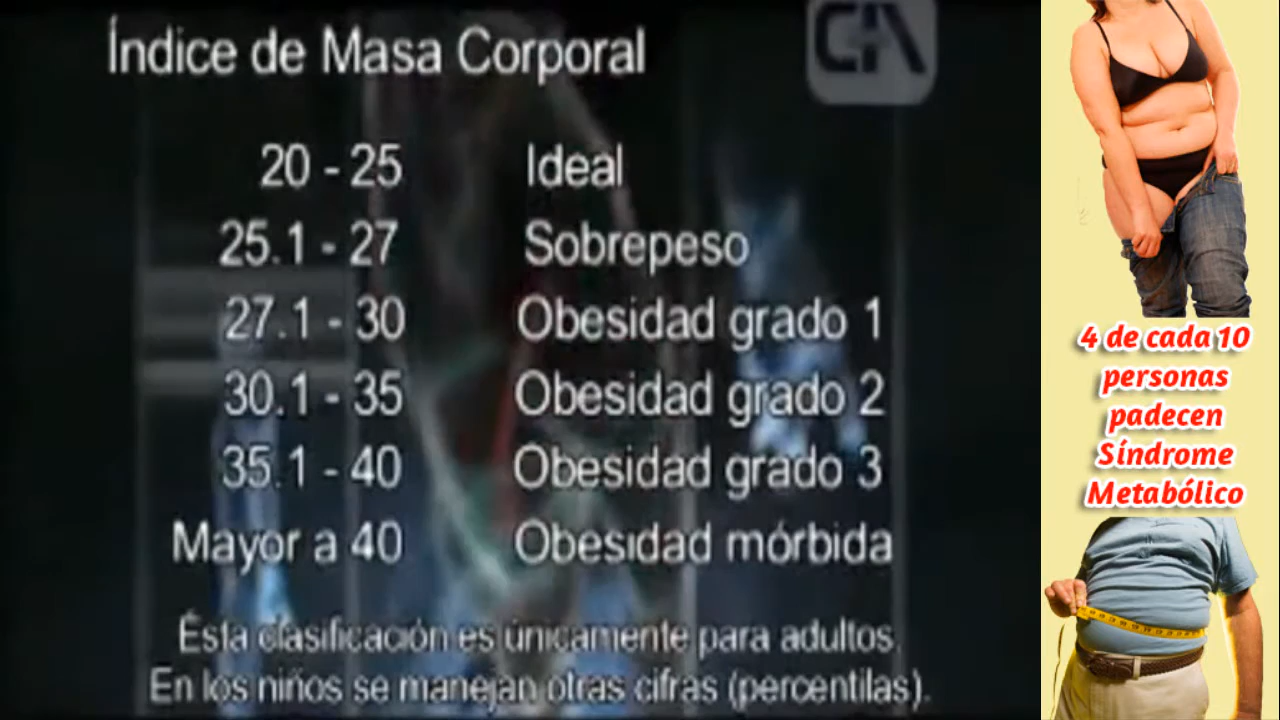 Índice de Masa Corporal
CA
20 - 25 Ideal
25.1 - 27 Sobrepeso
27.1 - 30 Obesidad grado 1
30.1 - 35 Obesidad grado 2
35.1 - 40 Obesidad grado 3
Mayor a 40 Obesidad mórbida
Ésta clasificación es únicamente para adultos.
En los niños se manejan otras cifras (percentilas).
4 de cada 10
personas
padecen
Síndrome
Metabólico